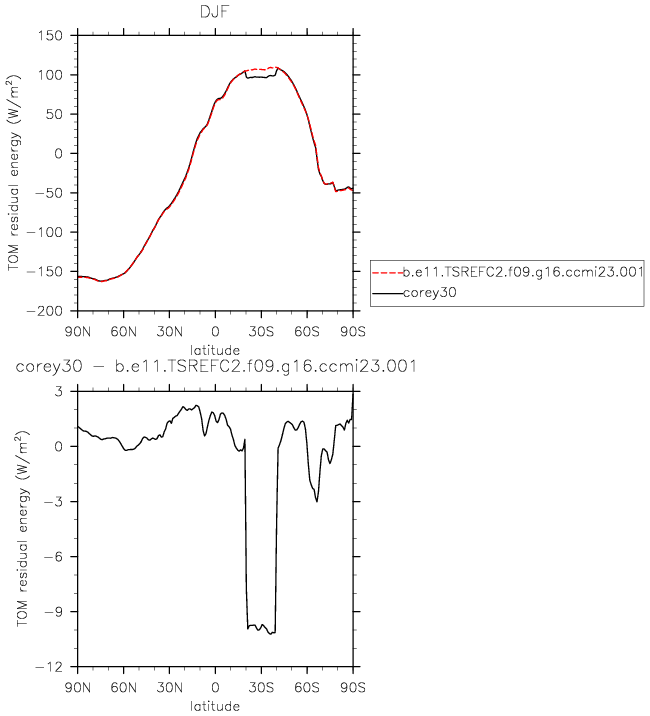 DJF
TOM residual energy (W/m²)
150
100
50
0
−50
−100
−150
−200
90N 60N 30N 0 30S 60S 90S
latitude
b.e11.TSREFC2.f09.g16.ccmi23.001
corey30
corey30 − b.e11.TSREFC2.f09.g16.ccmi23.001
TOM residual energy (W/m²)
3
0
−3
−6
−9
−12
90N 60N 30N 0 30S 60S 90S
latitude